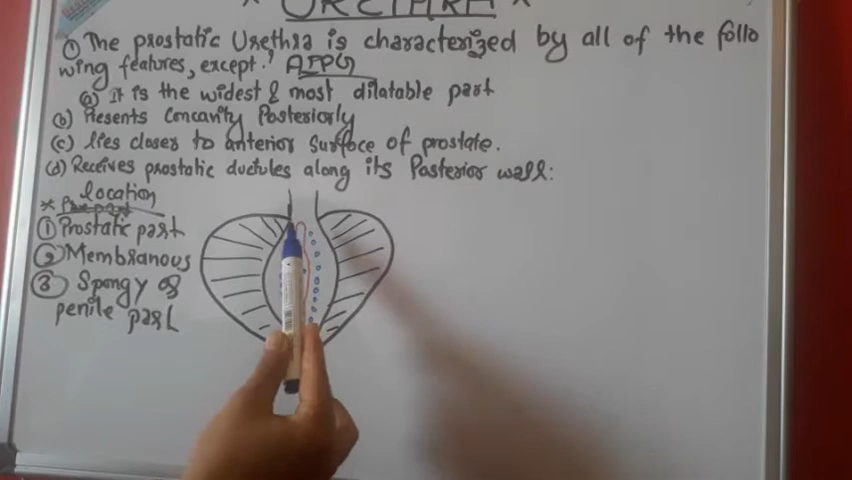 * URETHRA *
① The prostatic Urethra is characterized by all of the follo
wing features, except? AIPG
(a) It is the widest & most dilatable part
(b) Presents Concavity Posteriorly
(c) lies closes to anterior surface of prostate.
(d) Receives prostatic ductules along its Posterior wall:
* location
① Prostatic part
② Membranous
③ Spongy or
penile part